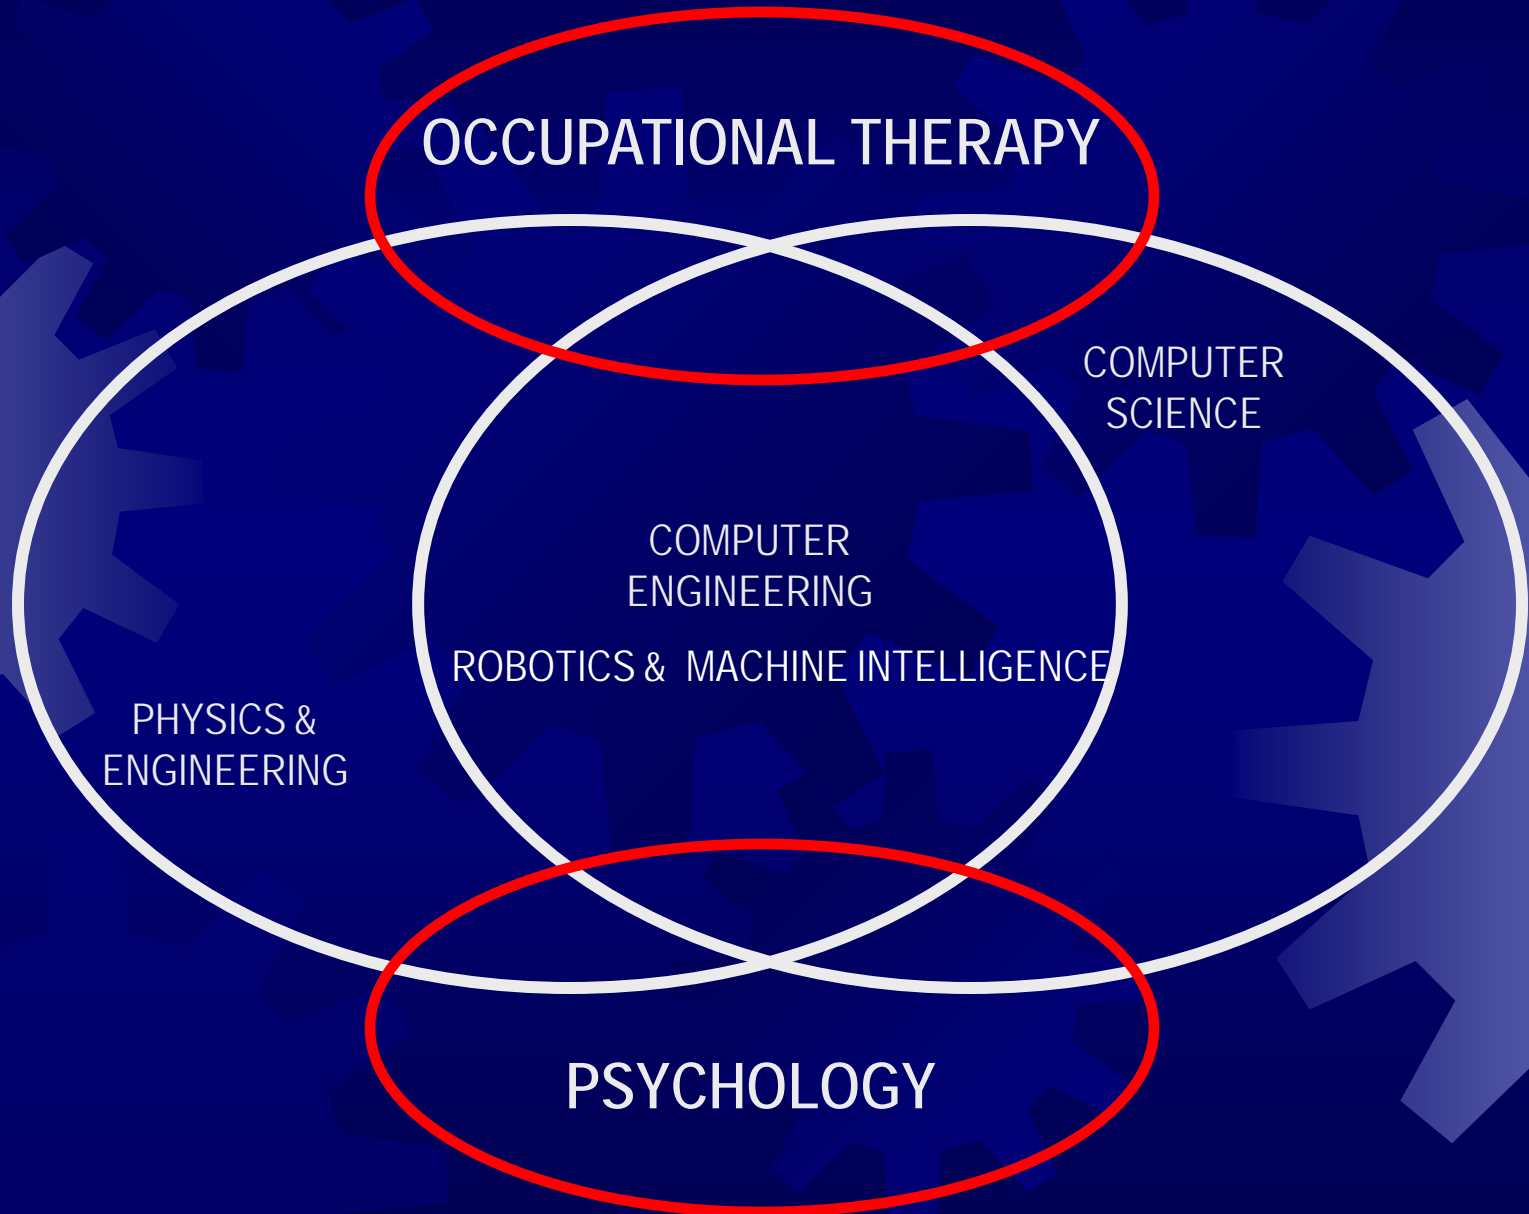 OCCUPATIONAL THERAPY
COMPUTER
SCIENCE
COMPUTER
ENGINEERING
ROBOTICS & MACHINE INTELLIGENCE
PHYSICS &
ENGINEERING
PSYCHOLOGY